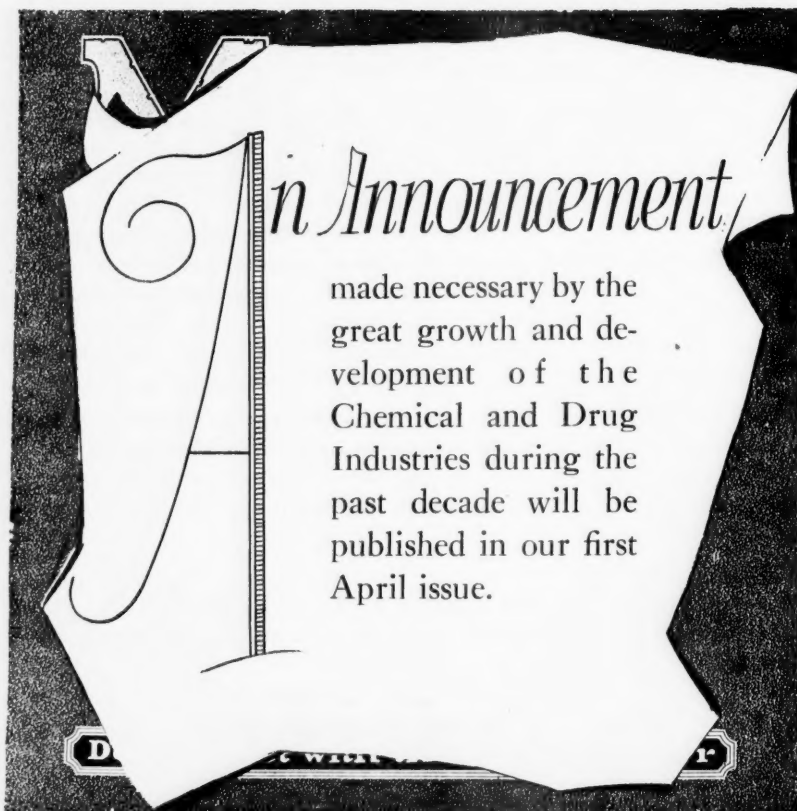 An Announcement
made necessary by the
great growth and de-
velopment of the
Chemical and Drug
Industries during the
past decade will be
published in our first
April issue.
with